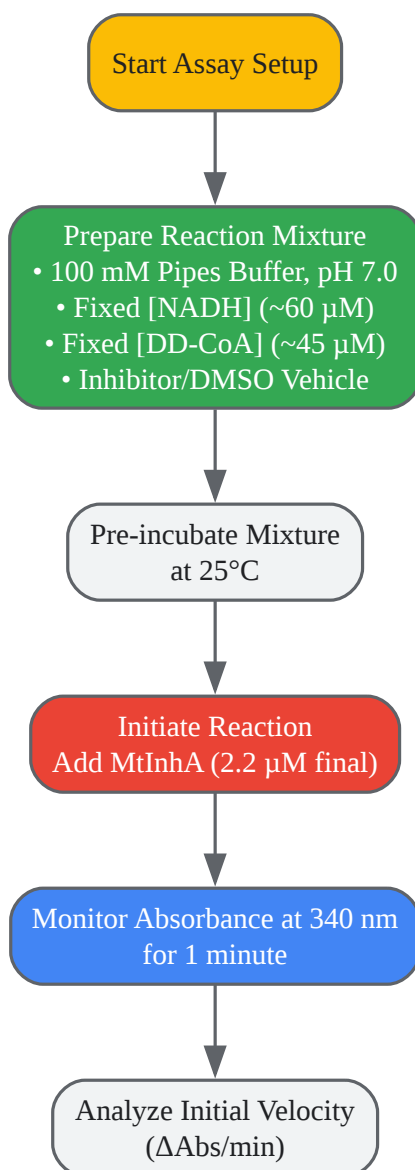 Start Assay Setup
Prepare Reaction Mixture
• 100 mM Pipes Buffer, pH 7.0
• Fixed [NADH] (~60 µM)
• Fixed [DD-CoA] (~45 µM)
• Inhibitor/DMSO Vehicle
Pre-incubate Mixture
at 25°C
Initiate Reaction
Add MtInhA (2.2 µM final)
Monitor Absorbance at 340 nm
for 1 minute
Analyze Initial Velocity
(ΔAbs/min)